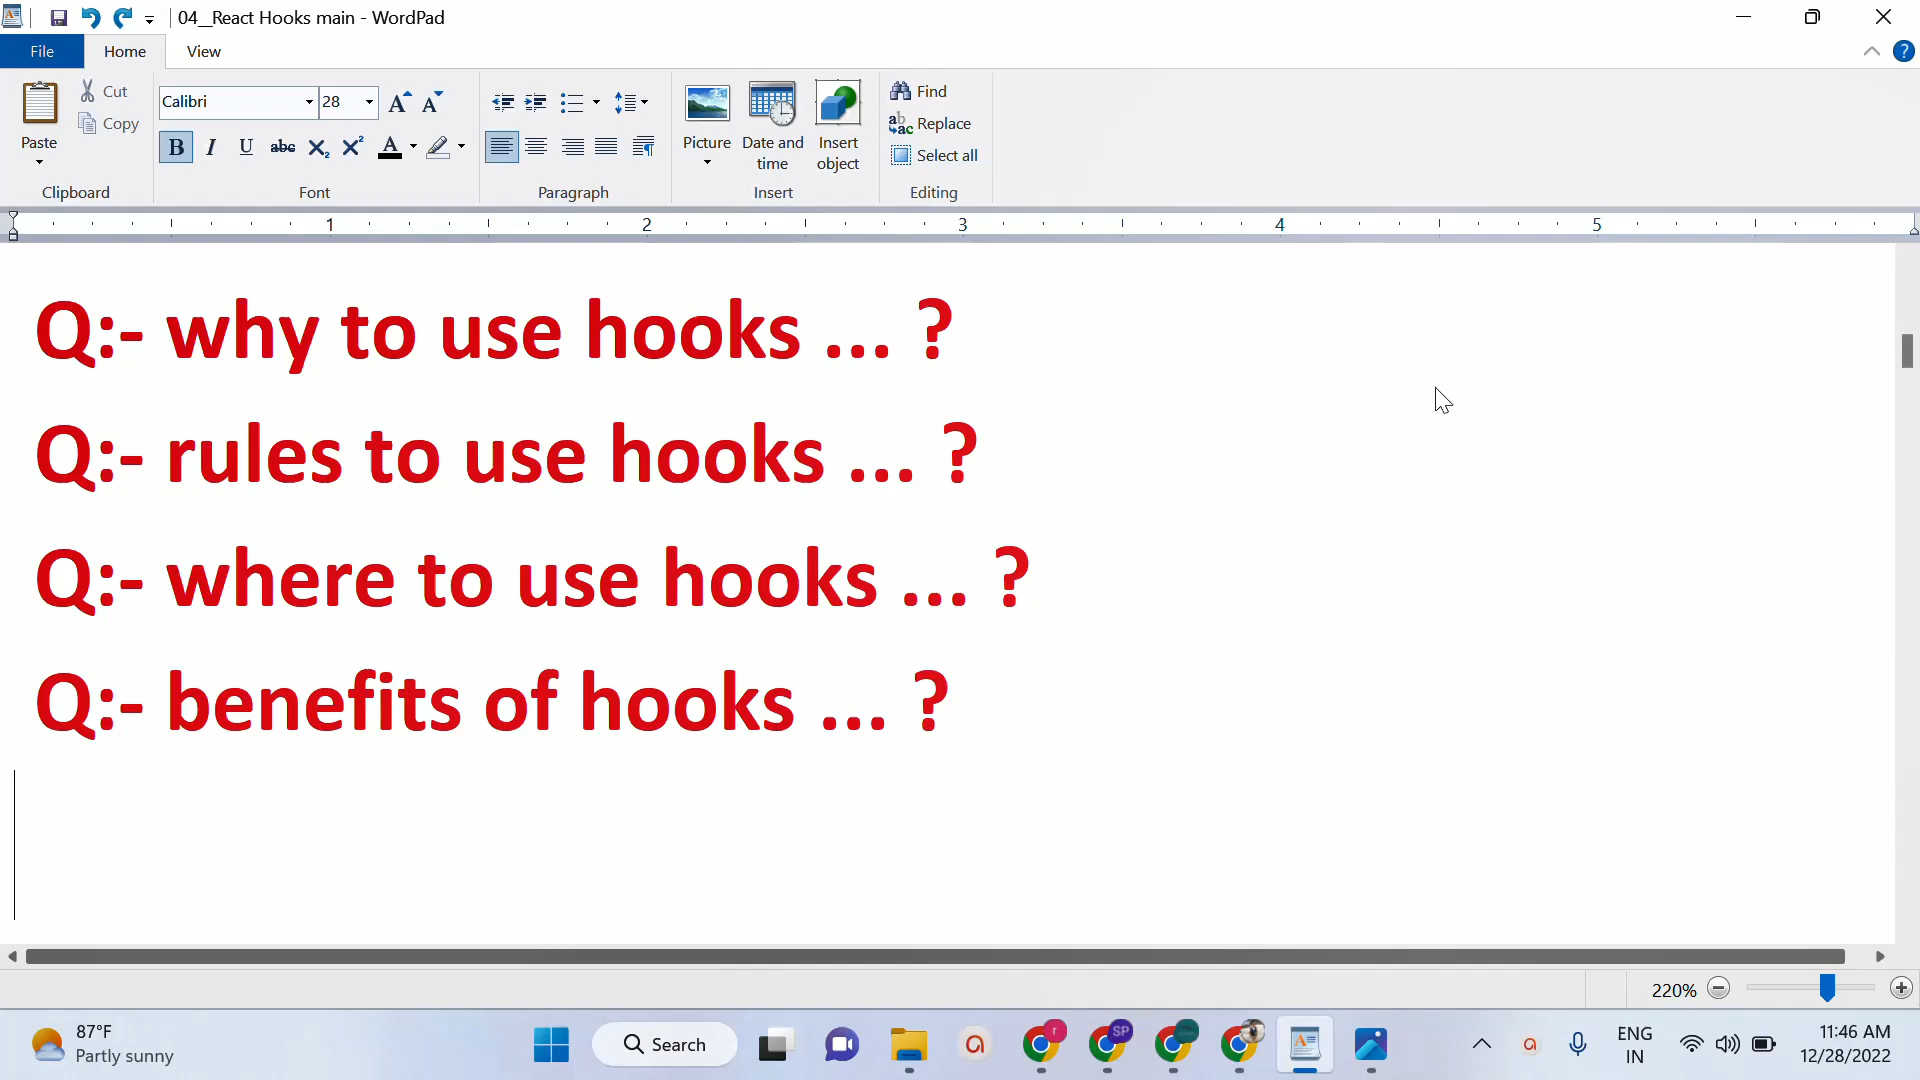 04_React Hooks main - WordPad
File Home View
Paste Cut Copy Clipboard
Calibri 28
B I U abc X₂ X² A Font
Paragraph
Picture Date and time Insert object Insert
Find
Replace
Select all
Editing
1 2 3 4 5
Q:- why to use hooks ... ?
Q:- rules to use hooks ... ?
Q:- where to use hooks ... ?
Q:- benefits of hooks ... ?
220%
87°F
Partly sunny
Search
SP
ENG
IN
11:46 AM
12/28/2022